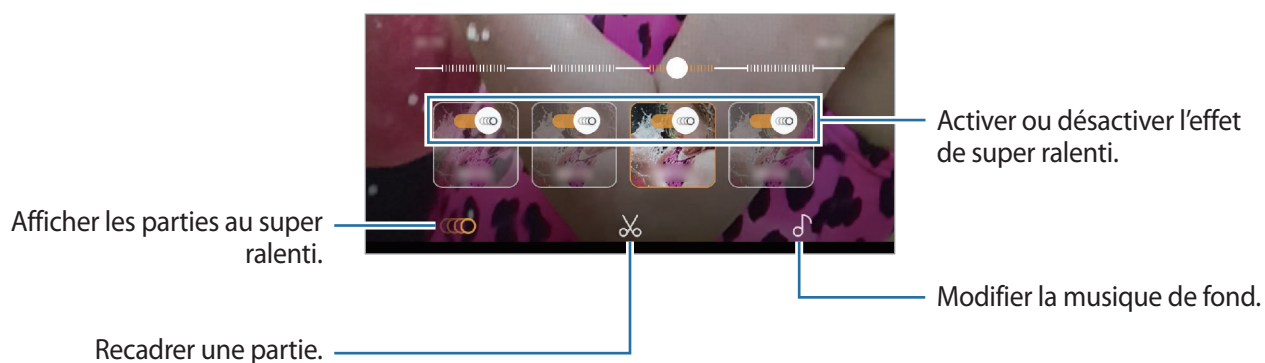 Activer ou désactiver l'effet
de super ralenti.
Afficher les parties au super
ralenti.
Modifier la musique de fond.
Recadrer une partie.